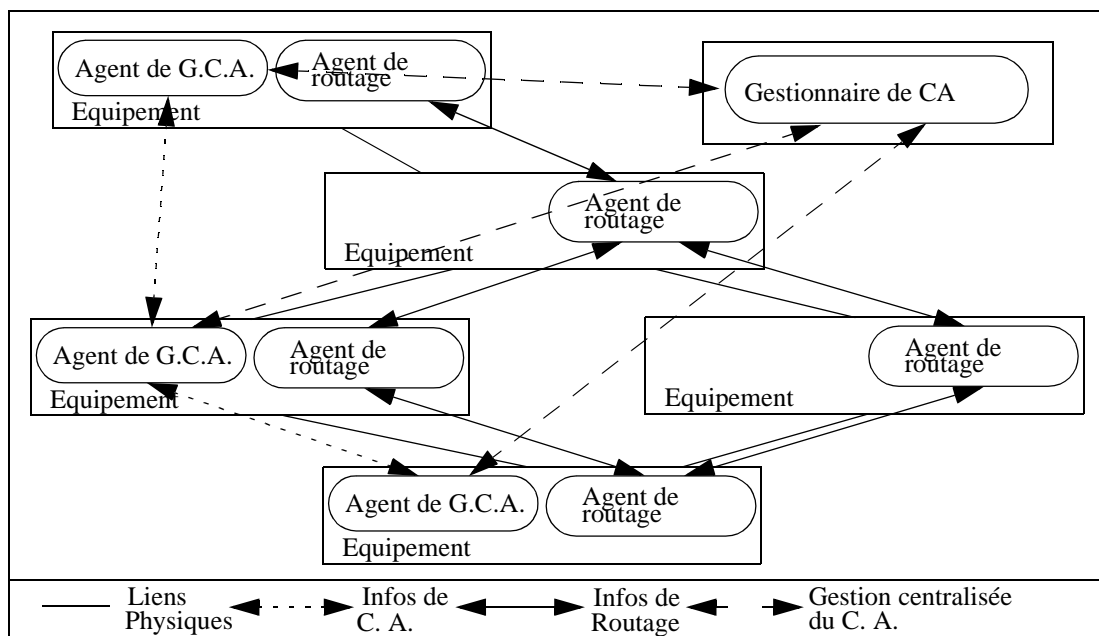 Agent de G.C.A.
Agent de
routage
Equipement
Gestionnaire de CA
Agent de
routage
Equipement
Agent de G.C.A.
Agent de
routage
Equipement
Agent de
routage
Equipement
Agent de G.C.A.
Agent de
routage
Equipement
Liens
Physiques
Infos de
C. A.
Infos de
Routage
Gestion centralisée
du C. A.